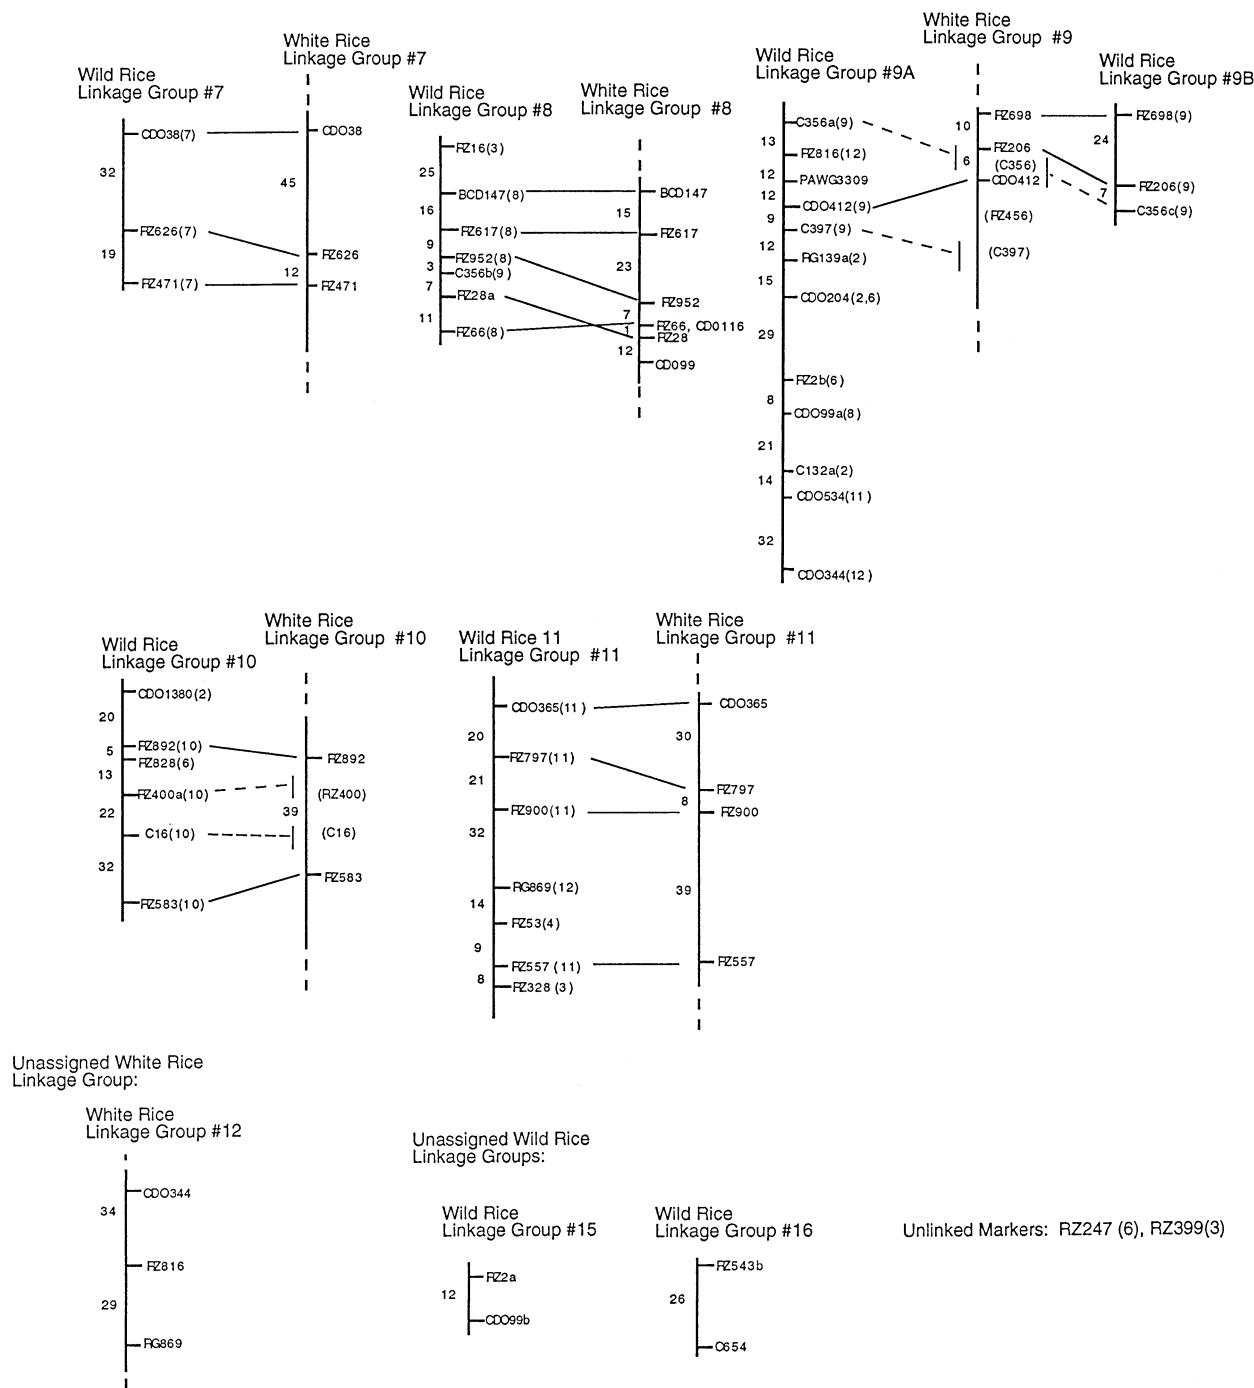 Wild Rice
Linkage Group #7
CDO38(7)
32
RZ626(7)
19
RZ471(7)
White Rice
Linkage Group #7
CDO38
45
RZ626
12
RZ471
Wild Rice
Linkage Group #8
RZ16(3)
25
BCD147(8)
16
RZ617(8)
9
RZ952(8)
3
C356b(9)
7
RZ28a
11
RZ66(8)
White Rice
Linkage Group #8
BCD147
15
RZ617
23
RZ952
7
RZ66, CD0116
1
RZ28
12
CD099
Wild Rice
Linkage Group #9A
C356a(9)
13
RZ816(12)
12
PAWG3309
12
CDO412(9)
9
C397(9)
12
RG139a(2)
15
CDO204(2,6)
29
RZ2b(6)
8
CDO99a(8)
21
C132a(2)
14
CDO534(11)
32
CDO344(12)
White Rice
Linkage Group #9
RZ698
10
RZ206
6
(C356)
CDO412
(RZ456)
(C397)
Wild Rice
Linkage Group #9B
RZ698(9)
24
RZ206(9)
7
C356c(9)
Wild Rice
Linkage Group #10
CDO1380(2)
20
RZ892(10)
5
RZ828(6)
13
RZ400a(10)
22
C16(10)
32
RZ583(10)
White Rice
Linkage Group #10
RZ892
(RZ400)
39
(C16)
RZ583
Wild Rice 11
Linkage Group #11
CDO365(11)
20
RZ797(11)
21
RZ900(11)
32
RG869(12)
14
RZ53(4)
9
RZ557 (11)
8
RZ328 (3)
White Rice
Linkage Group #11
CDO365
30
RZ797
8
RZ900
39
RZ557
Unassigned White Rice
Linkage Group:
White Rice
Linkage Group #12
CDO344
34
RZ816
29
RG869
Unassigned Wild Rice
Linkage Groups:
Wild Rice
Linkage Group #15
RZ2a
12
CDO99b
Wild Rice
Linkage Group #16
RZ543b
26
C654
Unlinked Markers: RZ247 (6), RZ399(3)